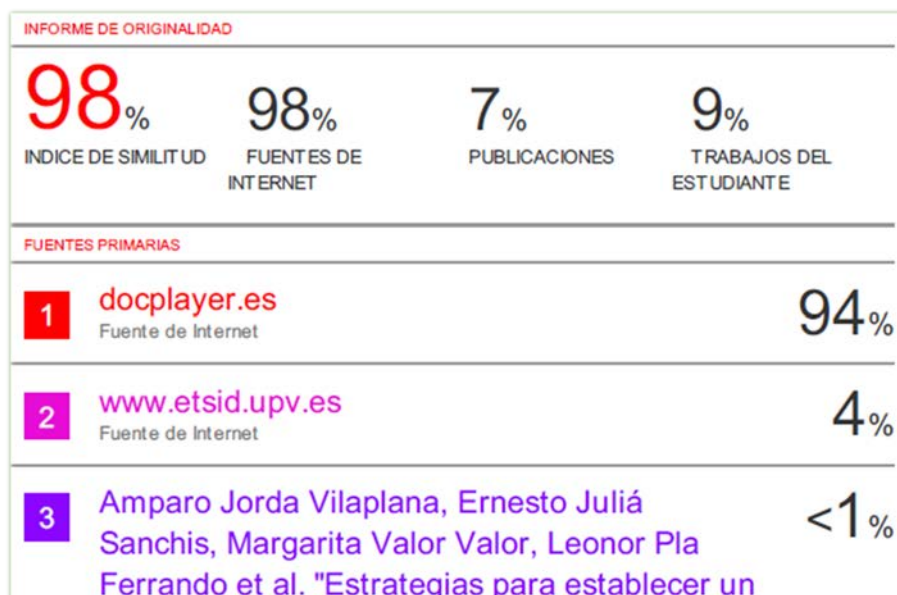 INFORME DE ORIGINALIDAD
98%
98%
7%
9%
INDICE DE SIMILITUD
FUENTES DE
INTERNET
PUBLICACIONES
TRABAJOS DEL
ESTUDIANTE
FUENTES PRIMARIAS
1
docplayer.es
Fuente de Internet
94%
2
www.etsid.upv.es
Fuente de Internet
4%
3
Amparo Jorda Vilaplana, Ernesto Juliá
Sanchis, Margarita Valor Valor, Leonor Pla
Ferrando et al. "Estrategias para establecer un
<1%